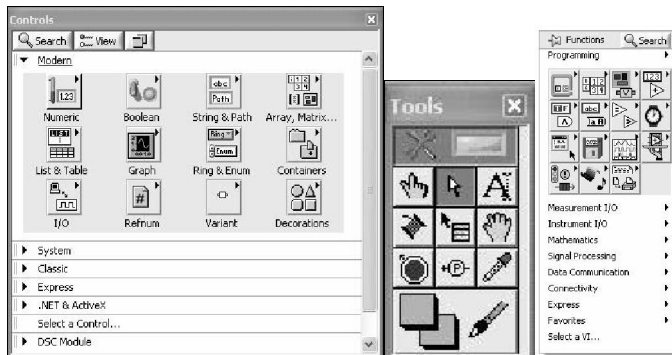 Controls
Search View
Modern
Numeric Boolean String & Path Array, Matrix...
List & Table Graph Ring & Enum Containers
I/O Refnum Variant Decorations
System
Classic
Express
.NET & ActiveX
Select a Control...
DSC Module
Tools
Functions Search
Programming
Measurement I/O
Instrument I/O
Mathematics
Signal Processing
Data Communication
Connectivity
Express
Favorites
Select a VI...